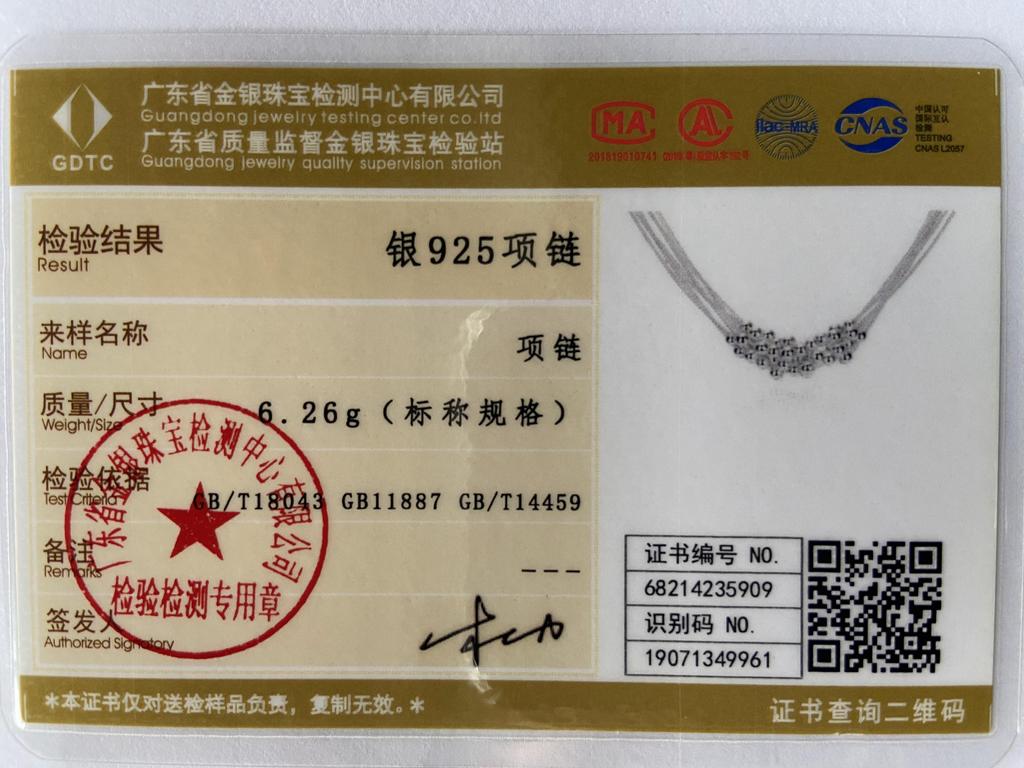 广东省金银珠宝检测中心有限公司
Guangdong jewelry testing center co.ltd
广东省质量监督金银珠宝检验站
Guangdong jewelry quality supervision station
GDTC
MA
201819010741
AL
ilac-MRA
CNAS
中国认可
国际互认
检测
TESTING
CNAS L2057
检验结果
Result
银925项链
来样名称
Name
项链
质量/尺寸
Weight/Size
6.26g（标称规格）
检验依据
Test Criteria
GB/T18043 GB11887 GB/T14459
备注
Remarks
---
签发人
Authorized Signatory
广东省金银珠宝检测中心有限公司
检验检测专用章
证书编号 NO.
68214235909
识别码 NO.
19071349961
*本证书仅对送检样品负责，复制无效。*
证书查询二维码